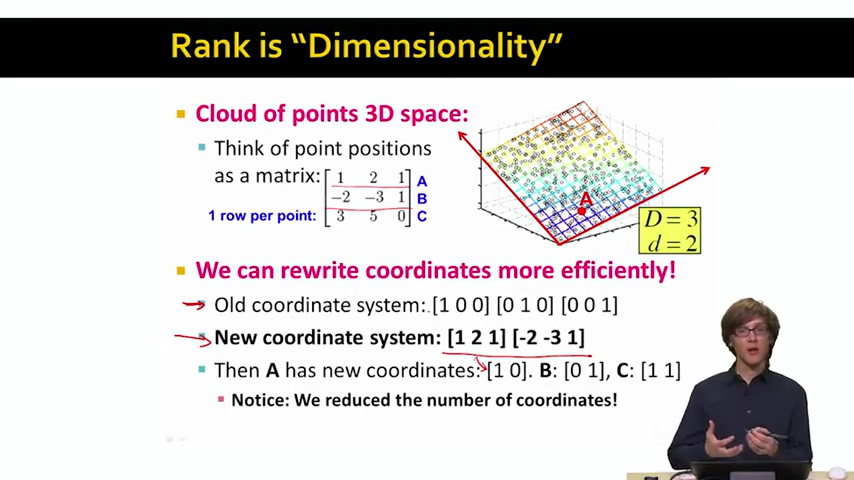 Rank is “Dimensionality”
Cloud of points 3D space:
Think of point positions
as a matrix:
1 2 1 A
-2 -3 1 B
1 row per point: 3 5 0 C
A
D = 3
d = 2
We can rewrite coordinates more efficiently!
Old coordinate system: [1 0 0] [0 1 0] [0 0 1]
New coordinate system: [1 2 1] [-2 -3 1]
Then A has new coordinates: [1 0]. B: [0 1], C: [1 1]
Notice: We reduced the number of coordinates!